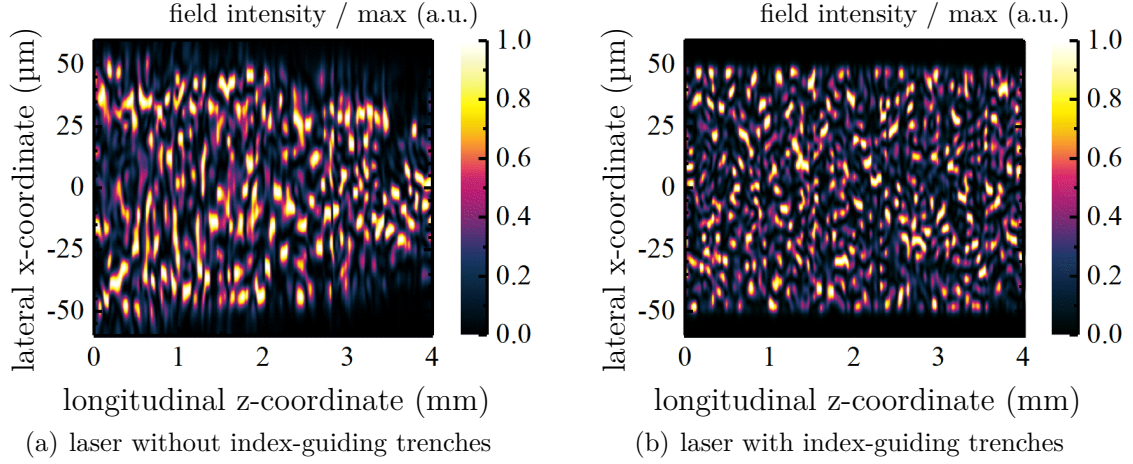 field intensity / max (a.u.)
lateral x-coordinate (µm)
50
25
0
-25
-50
0 1 2 3 4
1.0
0.8
0.6
0.4
0.2
0.0
longitudinal z-coordinate (mm)
(a) laser without index-guiding trenches
field intensity / max (a.u.)
lateral x-coordinate (µm)
50
25
0
-25
-50
0 1 2 3 4
1.0
0.8
0.6
0.4
0.2
0.0
longitudinal z-coordinate (mm)
(b) laser with index-guiding trenches